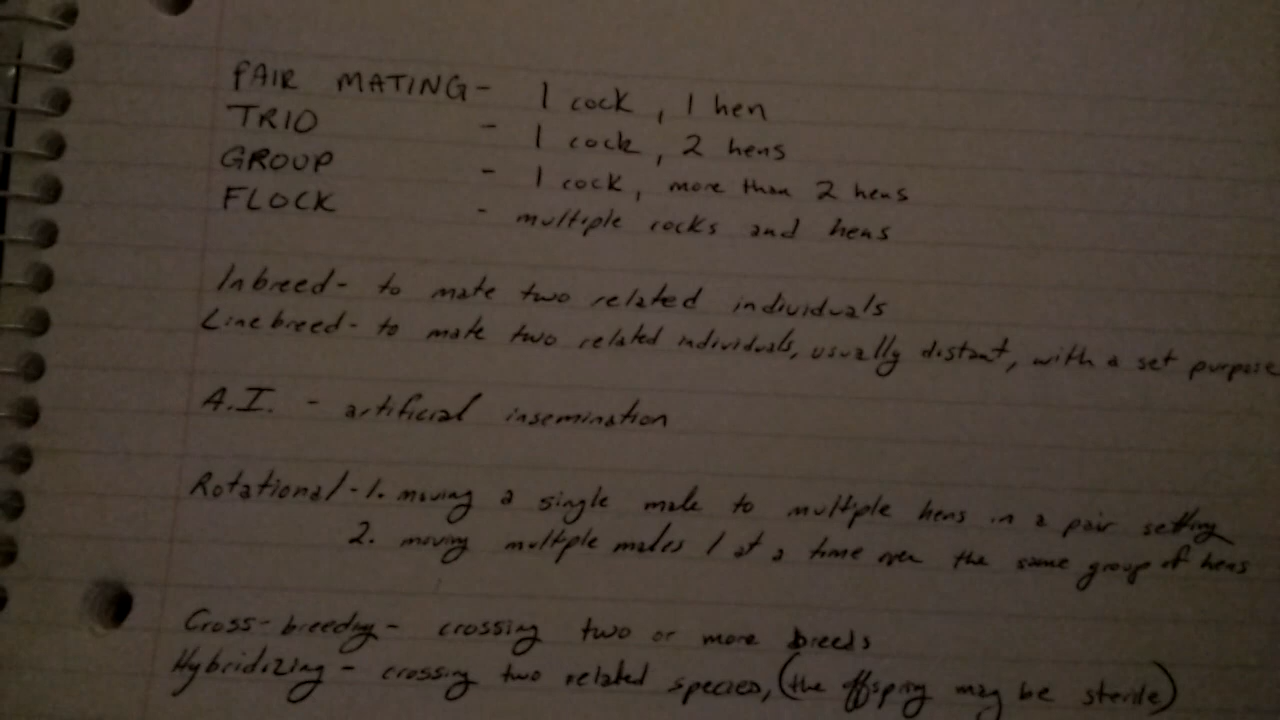 PAIR MATING - 1 cock, 1 hen
TRIO - 1 cock, 2 hens
GROUP - 1 cock, more than 2 hens
FLOCK - multiple cocks and hens
Inbreed - to mate two related individuals
Linebreed - to mate two related individuals, usually distant, with a set purpose
A.I. - artificial insemination
Rotational - 1. moving a single male to multiple hens in a pair setting
2. moving multiple males 1 at a time over the same group of hens
Cross-breeding - crossing two or more breeds
Hybridizing - crossing two related species, (the offspring may be sterile)